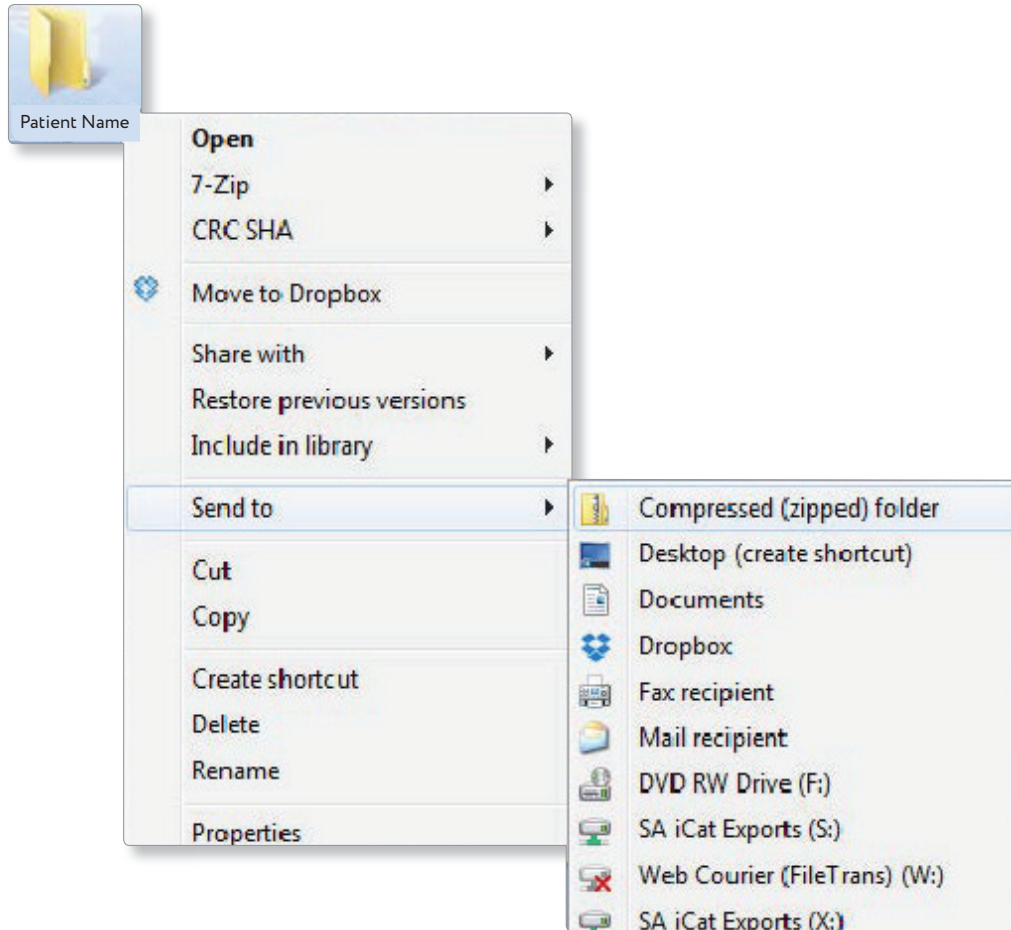 Patient Name
Open
7-Zip
CRC SHA
Move to Dropbox
Share with
Restore previous versions
Include in library
Send to
Cut
Copy
Create shortcut
Delete
Rename
Properties
Compressed (zipped) folder
Desktop (create shortcut)
Documents
Dropbox
Fax recipient
Mail recipient
DVD RW Drive (F:)
SA iCat Exports (S:)
Web Courier (FileTrans) (W:)
SA iCat Exports (X:)